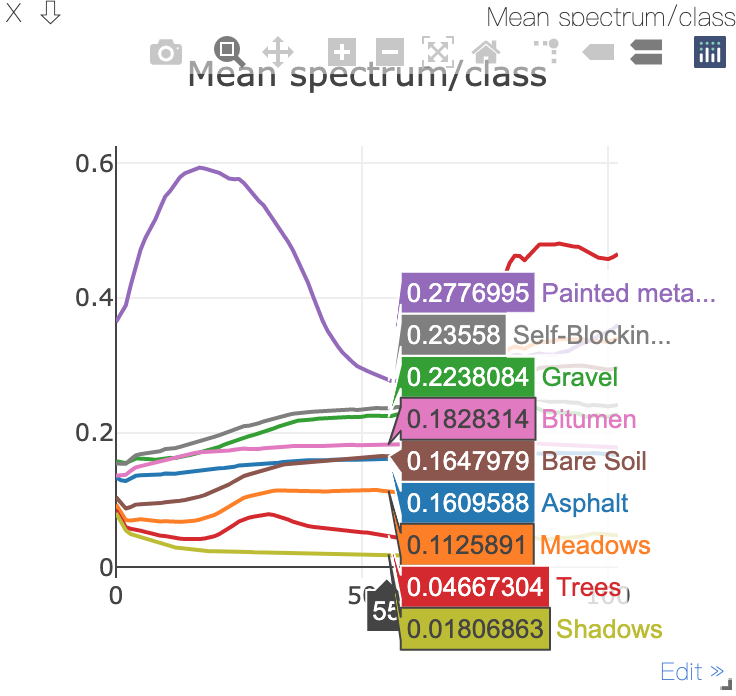 X
Mean spectrum/class
Mean spectrum/class
0.6
0.4
0.2
0
0
100
55
0.2776995 Painted meta...
0.23558 Self-Blockin...
0.2238084 Gravel
0.1828314 Bitumen
0.1647979 Bare Soil
0.1609588 Asphalt
0.1125891 Meadows
0.04667304 Trees
0.01806863 Shadows
Edit »